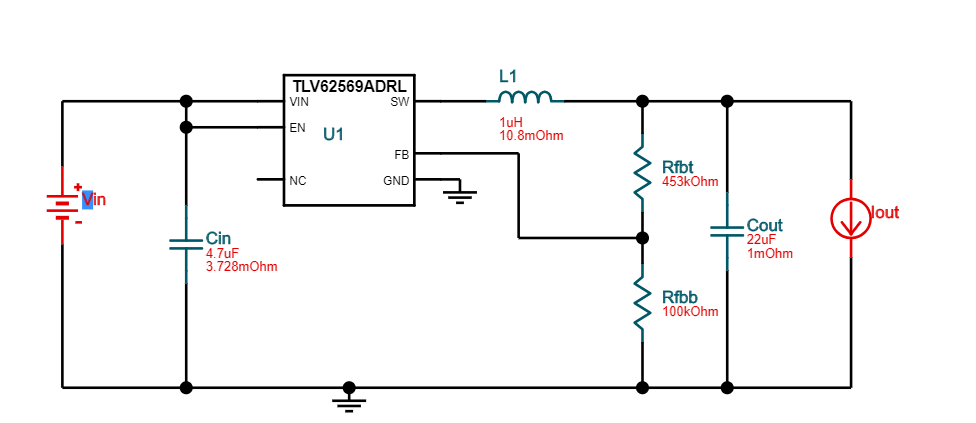 TLV62569ADRL
VIN
SW
EN
U1
FB
NC
GND
L1
1uH
10.8mOhm
+
Vin
-
Cin
4.7uF
3.728mOhm
Rfbt
453kOhm
Rfbb
100kOhm
Cout
22uF
1mOhm
Iout